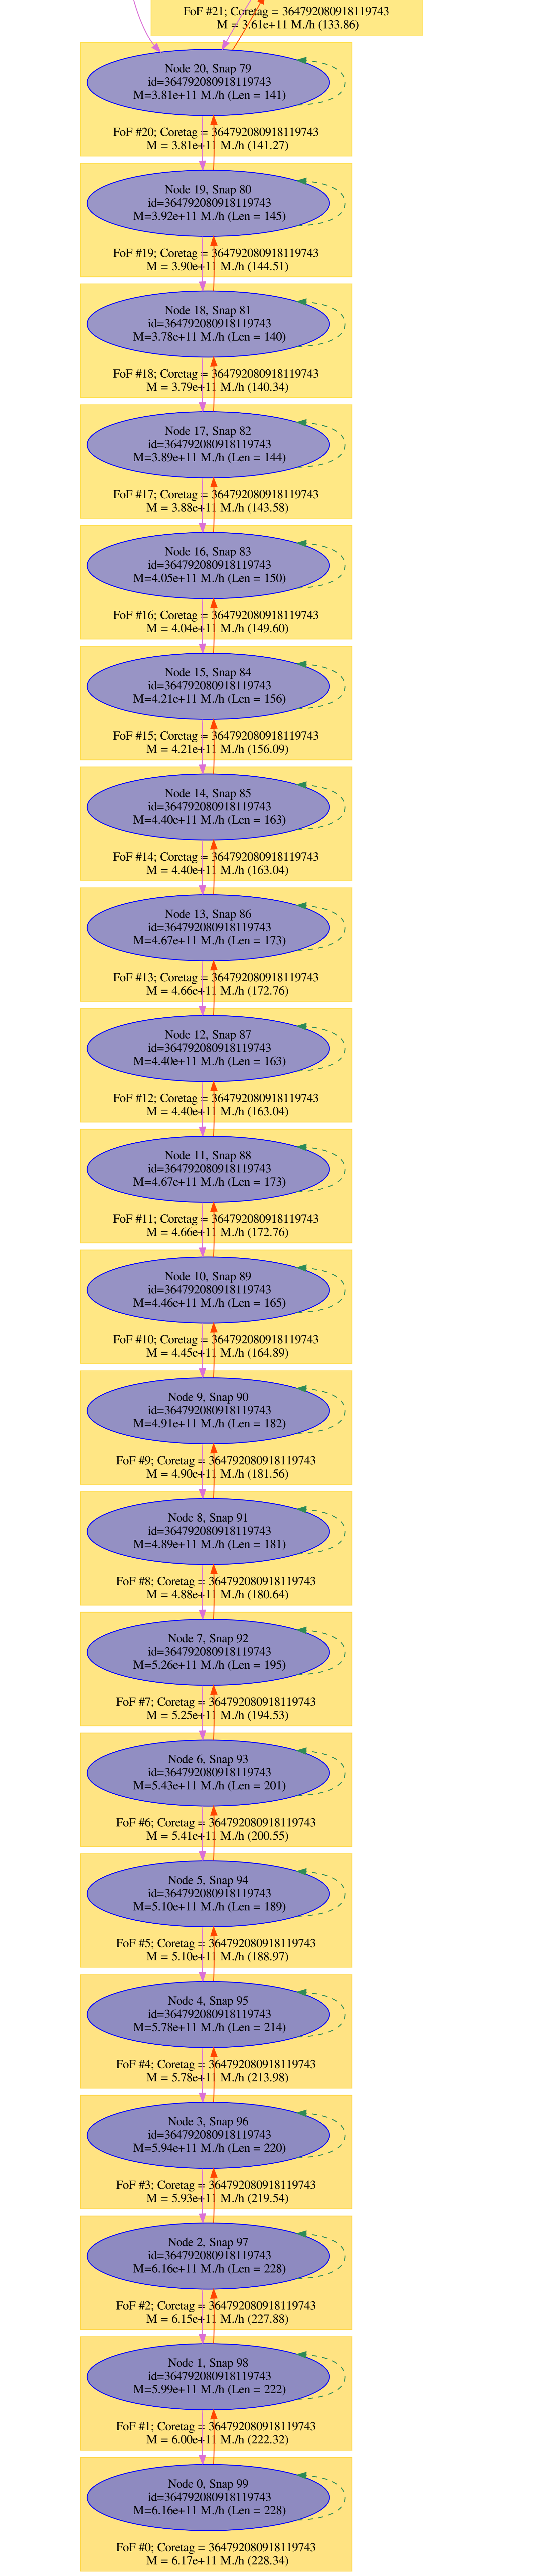 FoF #21; Coretag = 364792080918119743
M = 3.61e+11 M./h (133.86)
Node 20, Snap 79
id=364792080918119743
M=3.81e+11 M./h (Len = 141)
FoF #20; Coretag = 364792080918119743
M = 3.81e+11 M./h (141.27)
Node 19, Snap 80
id=364792080918119743
M=3.92e+11 M./h (Len = 145)
FoF #19; Coretag = 364792080918119743
M = 3.90e+11 M./h (144.51)
Node 18, Snap 81
id=364792080918119743
M=3.78e+11 M./h (Len = 140)
FoF #18; Coretag = 364792080918119743
M = 3.79e+11 M./h (140.34)
Node 17, Snap 82
id=364792080918119743
M=3.89e+11 M./h (Len = 144)
FoF #17; Coretag = 364792080918119743
M = 3.88e+11 M./h (143.58)
Node 16, Snap 83
id=364792080918119743
M=4.05e+11 M./h (Len = 150)
FoF #16; Coretag = 364792080918119743
M = 4.04e+11 M./h (149.60)
Node 15, Snap 84
id=364792080918119743
M=4.21e+11 M./h (Len = 156)
FoF #15; Coretag = 364792080918119743
M = 4.21e+11 M./h (156.09)
Node 14, Snap 85
id=364792080918119743
M=4.40e+11 M./h (Len = 163)
FoF #14; Coretag = 364792080918119743
M = 4.40e+11 M./h (163.04)
Node 13, Snap 86
id=364792080918119743
M=4.67e+11 M./h (Len = 173)
FoF #13; Coretag = 364792080918119743
M = 4.66e+11 M./h (172.76)
Node 12, Snap 87
id=364792080918119743
M=4.40e+11 M./h (Len = 163)
FoF #12; Coretag = 364792080918119743
M = 4.40e+11 M./h (163.04)
Node 11, Snap 88
id=364792080918119743
M=4.67e+11 M./h (Len = 173)
FoF #11; Coretag = 364792080918119743
M = 4.66e+11 M./h (172.76)
Node 10, Snap 89
id=364792080918119743
M=4.46e+11 M./h (Len = 165)
FoF #10; Coretag = 364792080918119743
M = 4.45e+11 M./h (164.89)
Node 9, Snap 90
id=364792080918119743
M=4.91e+11 M./h (Len = 182)
FoF #9; Coretag = 364792080918119743
M = 4.90e+11 M./h (181.56)
Node 8, Snap 91
id=364792080918119743
M=4.89e+11 M./h (Len = 181)
FoF #8; Coretag = 364792080918119743
M = 4.88e+11 M./h (180.64)
Node 7, Snap 92
id=364792080918119743
M=5.26e+11 M./h (Len = 195)
FoF #7; Coretag = 364792080918119743
M = 5.25e+11 M./h (194.53)
Node 6, Snap 93
id=364792080918119743
M=5.43e+11 M./h (Len = 201)
FoF #6; Coretag = 364792080918119743
M = 5.41e+11 M./h (200.55)
Node 5, Snap 94
id=364792080918119743
M=5.10e+11 M./h (Len = 189)
FoF #5; Coretag = 364792080918119743
M = 5.10e+11 M./h (188.97)
Node 4, Snap 95
id=364792080918119743
M=5.78e+11 M./h (Len = 214)
FoF #4; Coretag = 364792080918119743
M = 5.78e+11 M./h (213.98)
Node 3, Snap 96
id=364792080918119743
M=5.94e+11 M./h (Len = 220)
FoF #3; Coretag = 364792080918119743
M = 5.93e+11 M./h (219.54)
Node 2, Snap 97
id=364792080918119743
M=6.16e+11 M./h (Len = 228)
FoF #2; Coretag = 364792080918119743
M = 6.15e+11 M./h (227.88)
Node 1, Snap 98
id=364792080918119743
M=5.99e+11 M./h (Len = 222)
FoF #1; Coretag = 364792080918119743
M = 6.00e+11 M./h (222.32)
Node 0, Snap 99
id=364792080918119743
M=6.16e+11 M./h (Len = 228)
FoF #0; Coretag = 364792080918119743
M = 6.17e+11 M./h (228.34)